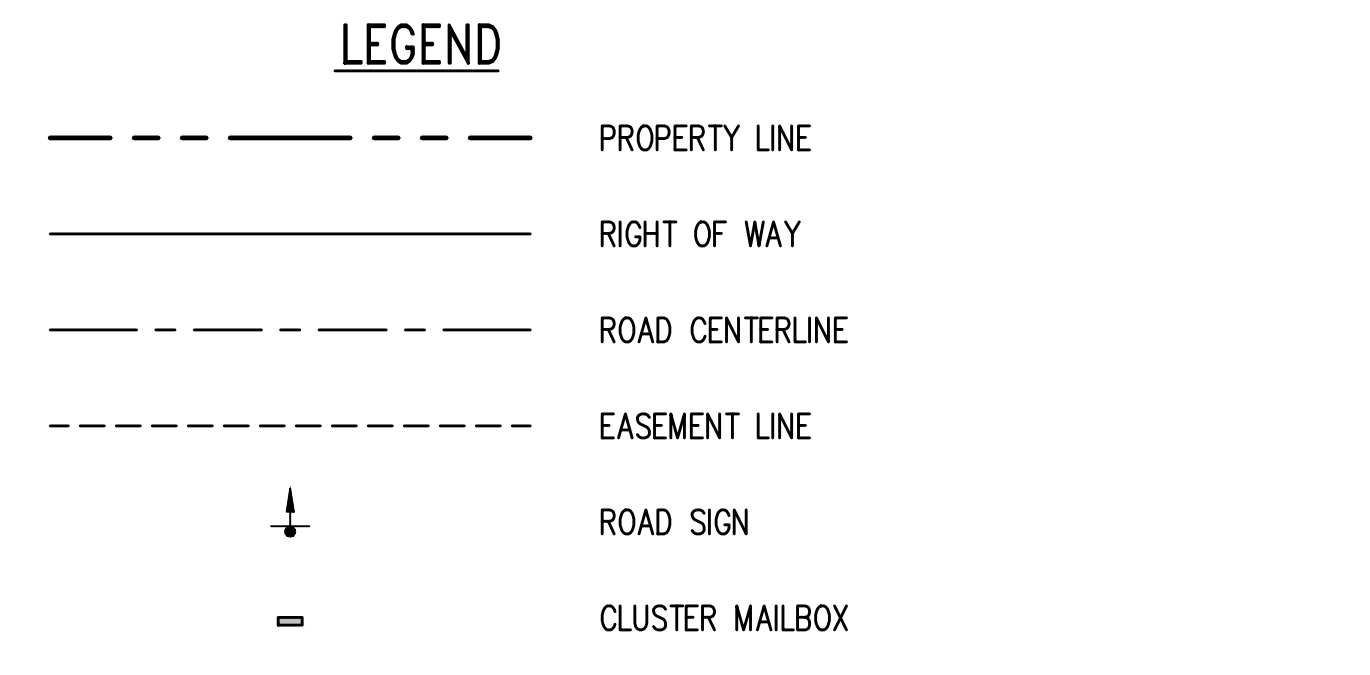 LEGEND
PROPERTY LINE
RIGHT OF WAY
ROAD CENTERLINE
EASEMENT LINE
ROAD SIGN
CLUSTER MAILBOX